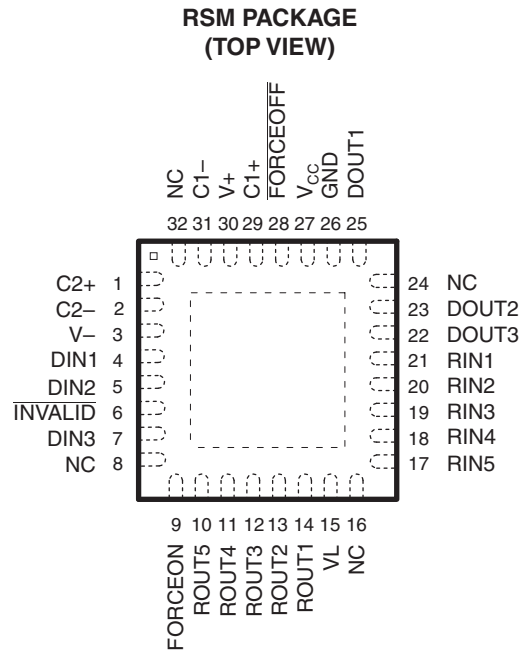 RSM PACKAGE
(TOP VIEW)
NC
C1–
V+
C1+
FORCEOFF
VCC
GND
DOUT1
32 31 30 29 28 27 26 25
C2+ 1
C2– 2
V– 3
DIN1 4
DIN2 5
INVALID 6
DIN3 7
NC 8
24 NC
23 DOUT2
22 DOUT3
21 RIN1
20 RIN2
19 RIN3
18 RIN4
17 RIN5
9 10 11 12 13 14 15 16
FORCEON
ROUT5
ROUT4
ROUT3
ROUT2
ROUT1
VL
NC